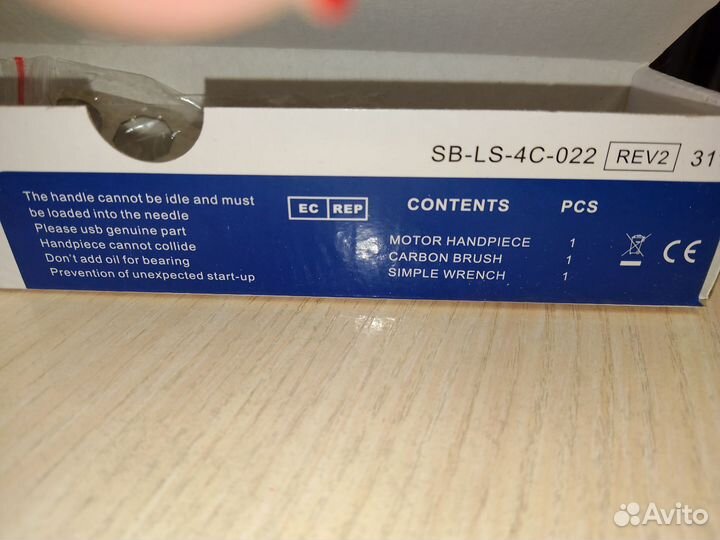 SB-LS-4C-022 REV2 31
The handle cannot be idle and must
be loaded into the needle
Please usb genuine part
Handpiece cannot collide
Don't add oil for bearing
Prevention of unexpected start-up
EC REP
CONTENTS PCS
MOTOR HANDPIECE 1
CARBON BRUSH 1
SIMPLE WRENCH 1
CE
Avito